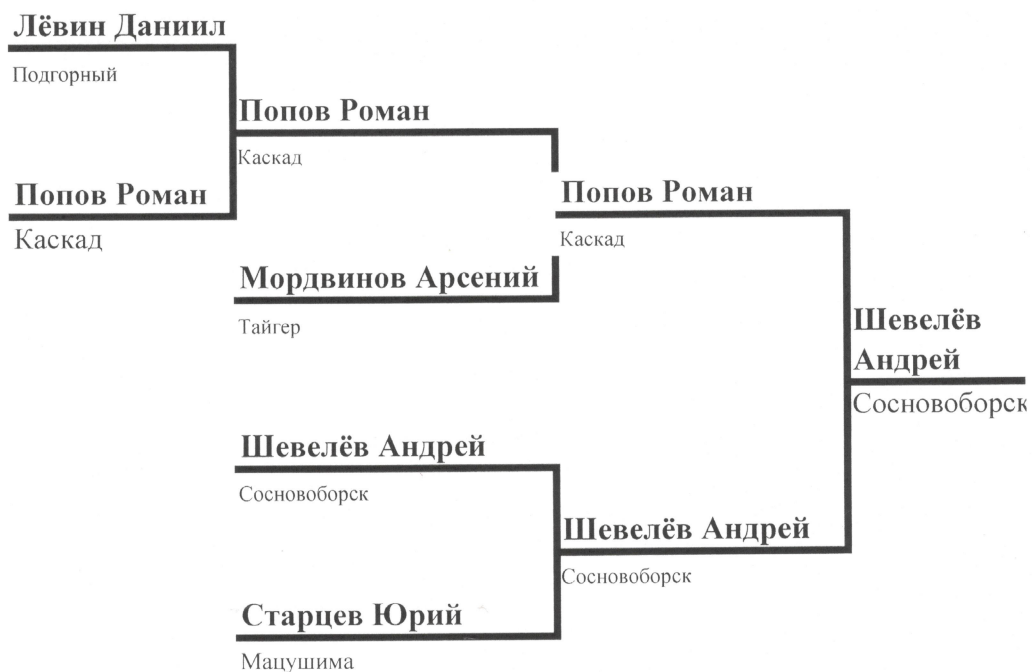 Лёвин Даниил
Подгорный
Попов Роман
Каскад
Попов Роман
Каскад
Попов Роман
Каскад
Мордвинов Арсений
Тайгер
Шевелёв
Андрей
Сосновоборск
Шевелёв Андрей
Сосновоборск
Шевелёв Андрей
Сосновоборск
Старцев Юрий
Мацушима